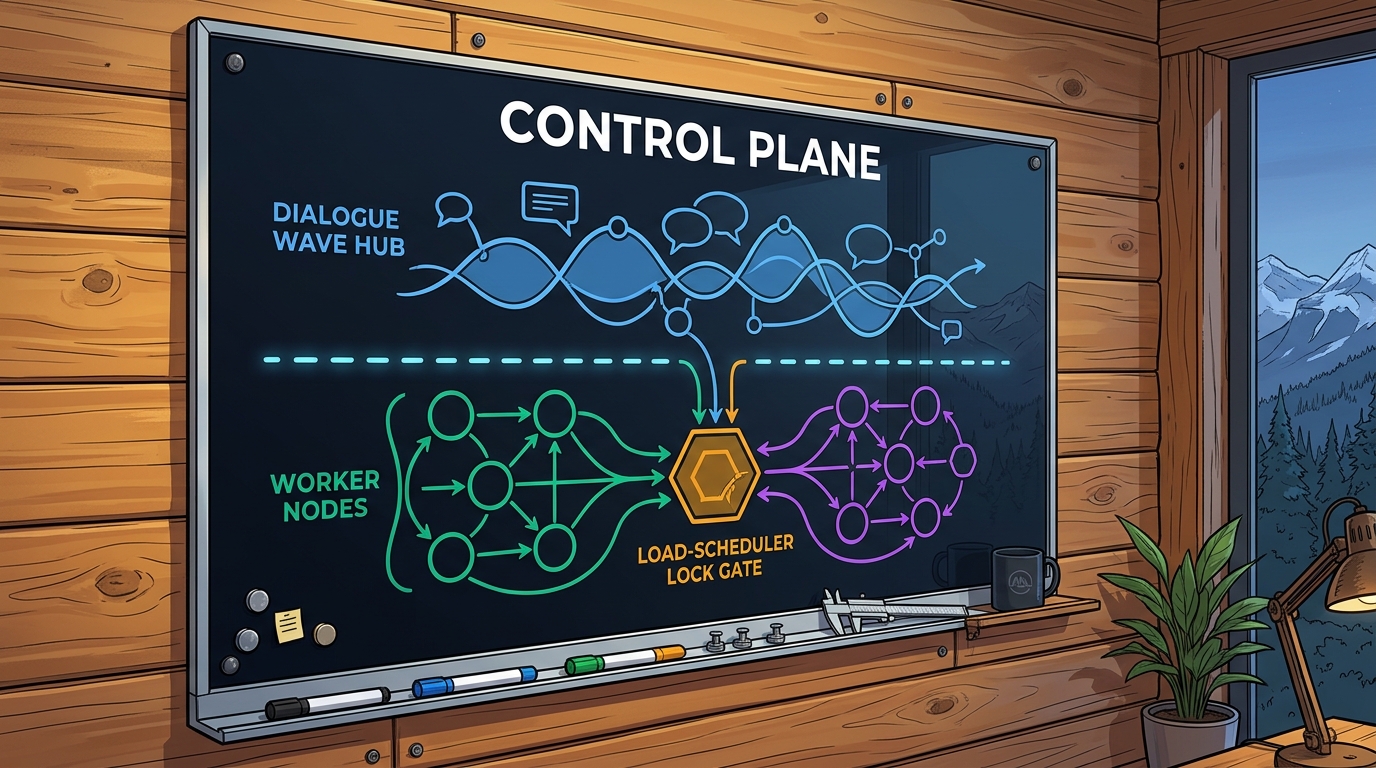 CONTROL PLANE
DIALOGUE
WAVE HUB
WORKER
NODES
LOAD-SCHEDULER
LOCK GATE